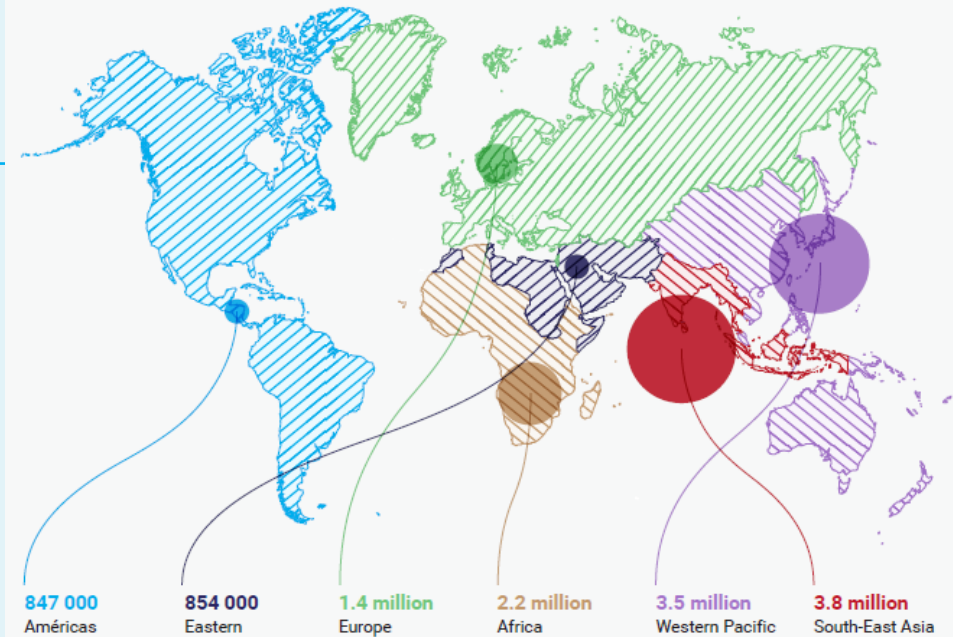 847 000
Américas
854 000
Eastern
1.4 million
Europe
2.2 million
Africa
3.5 million
Western Pacific
3.8 million
South-East Asia